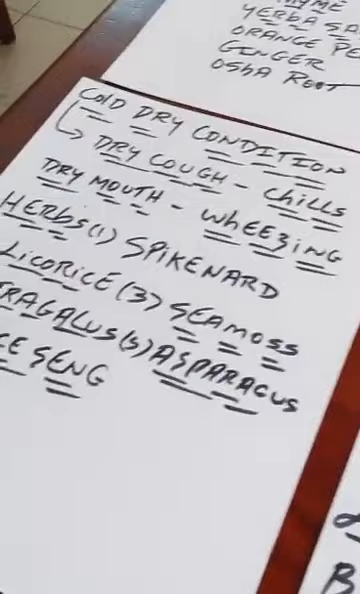 YERBA SA
ORANGE PE
GINGER
OSHA ROOT
COLD DRY CONDITION
DRY COUGH - CHILLS
DRY MOUTH - WHEEZING
HERBS (1) SPIKENARD
LICORICE (3) SEAMOSS
RAGALUS (5) ASPARAGUS
SENG